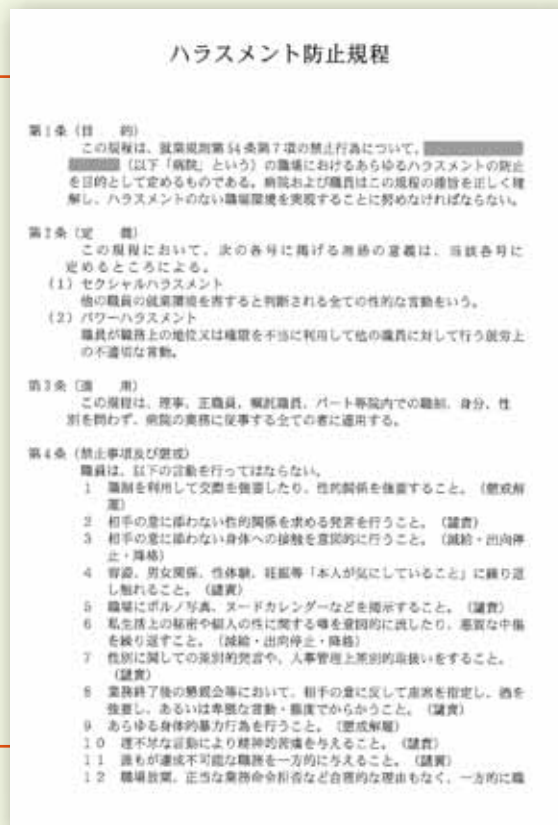 ハラスメント防止規程
第1条（目　的）
この規程は、就業規則第54条第7項の禁止行為について、
（以下「病院」という）の職場におけるあらゆるハラスメントの防止
を目的として定めるものである。病院および職員はこの規程の趣旨を正しく理
解し、ハラスメントのない職場環境を実現することに努めなければならない。
第2条（定　義）
この規程において、次の各号に掲げる用語の意義は、当該各号に
定めるところによる。
（1）セクシャルハラスメント
他の職員の就業環境を害すると判断される全ての性的な言動をいう。
（2）パワーハラスメント
職員が職務上の地位又は権限を不当に利用して他の職員に対して行う就労上
の不適切な言動。
第3条（適　用）
この規程は、理事、正職員、嘱託職員、パート等院内での職制、身分、性
別を問わず、病院の業務に従事する全ての者に適用する。
第4条（禁止事項及び懲戒）
職員は、以下の言動を行ってはならない。
1　職制を利用して交際を強要したり、性的関係を強要すること。（懲戒解
雇）
2　相手の意に添わない性的関係を求める発言を行うこと。（譴責）
3　相手の意に添わない身体への接触を意図的に行うこと。（減給・出向停
止・降格）
4　容姿、男女関係、性体験、妊娠等「本人が気にしていること」に繰り返
し触れること。（譴責）
5　職場にポルノ写真、ヌードカレンダーなどを掲示すること。（譴責）
6　私生活上の秘密や個人の性に関する噂を意図的に流したり、悪質な中傷
を繰り返すこと。（減給・出向停止・降格）
7　性別に関しての差別的発言や、人事管理上差別的取扱いをすること。
（譴責）
8　業務終了後の懇親会等において、相手の意に反して座席を指定し、酒を
強要し、あるいは卑猥な言動・態度でからかうこと。（譴責）
9　あらゆる身体的暴力行為を行うこと。（懲戒解雇）
10　理不尽な言動により精神的苦痛を与えること。（譴責）
11　誰もが達成不可能な職務を一方的に与えること。（譴責）
12　職場放棄、正当な業務命令拒否など合理的な理由もなく、一方的に職